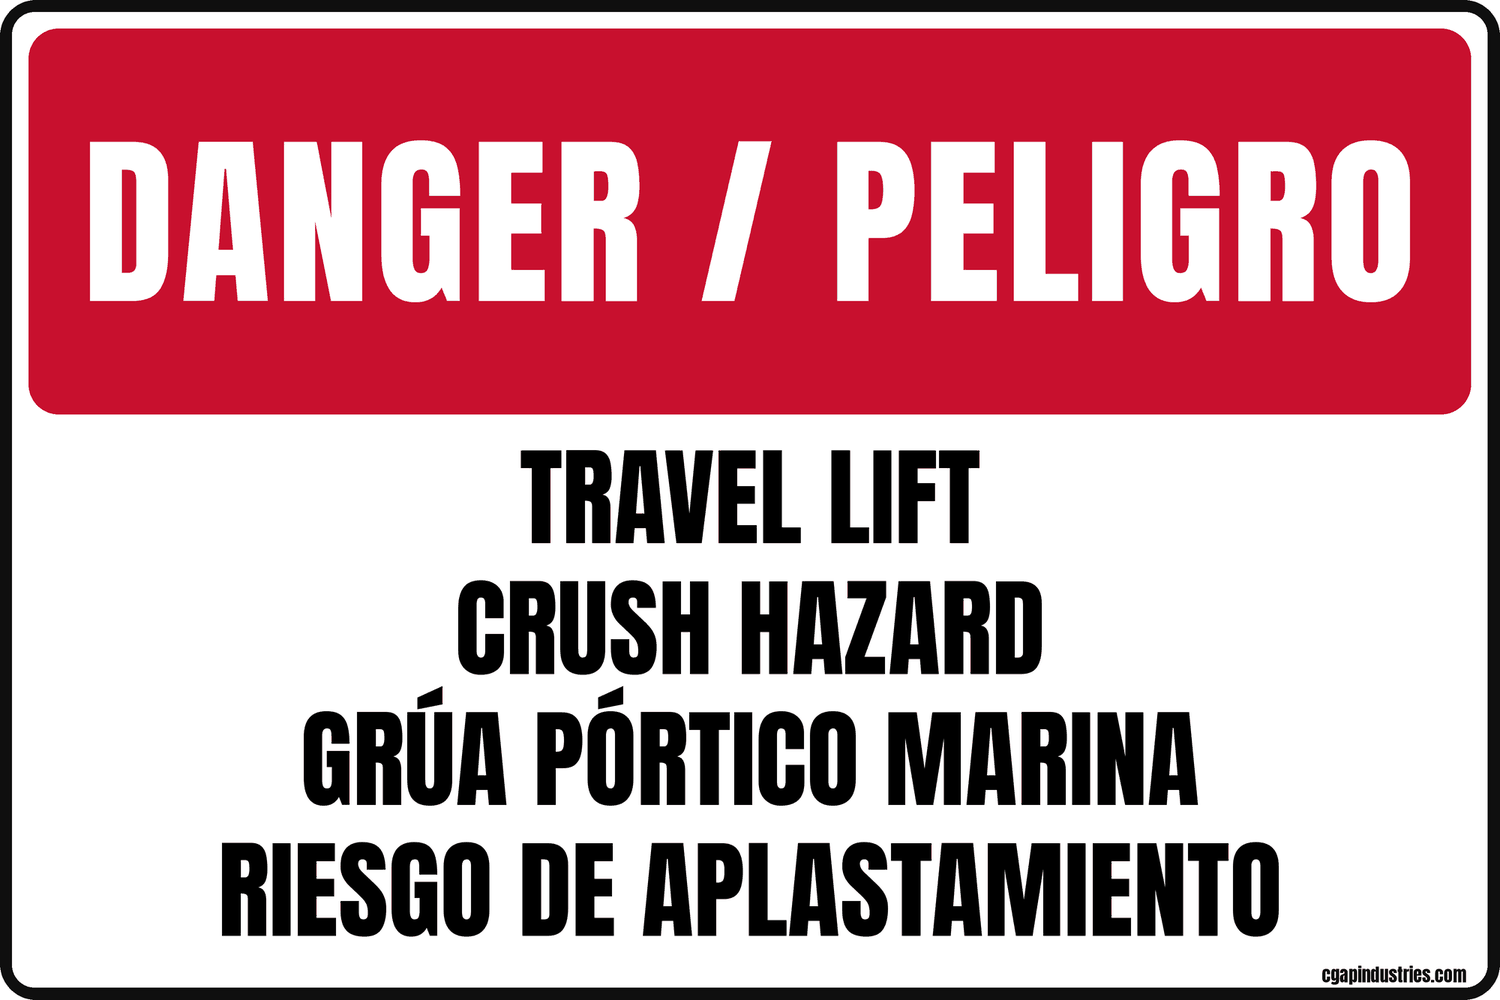 DANGER / PELIGRO
TRAVEL LIFT
CRUSH HAZARD
GRÚA PÓRTICO MARINA
RIESGO DE APLASTAMIENTO
cgapindustries.com